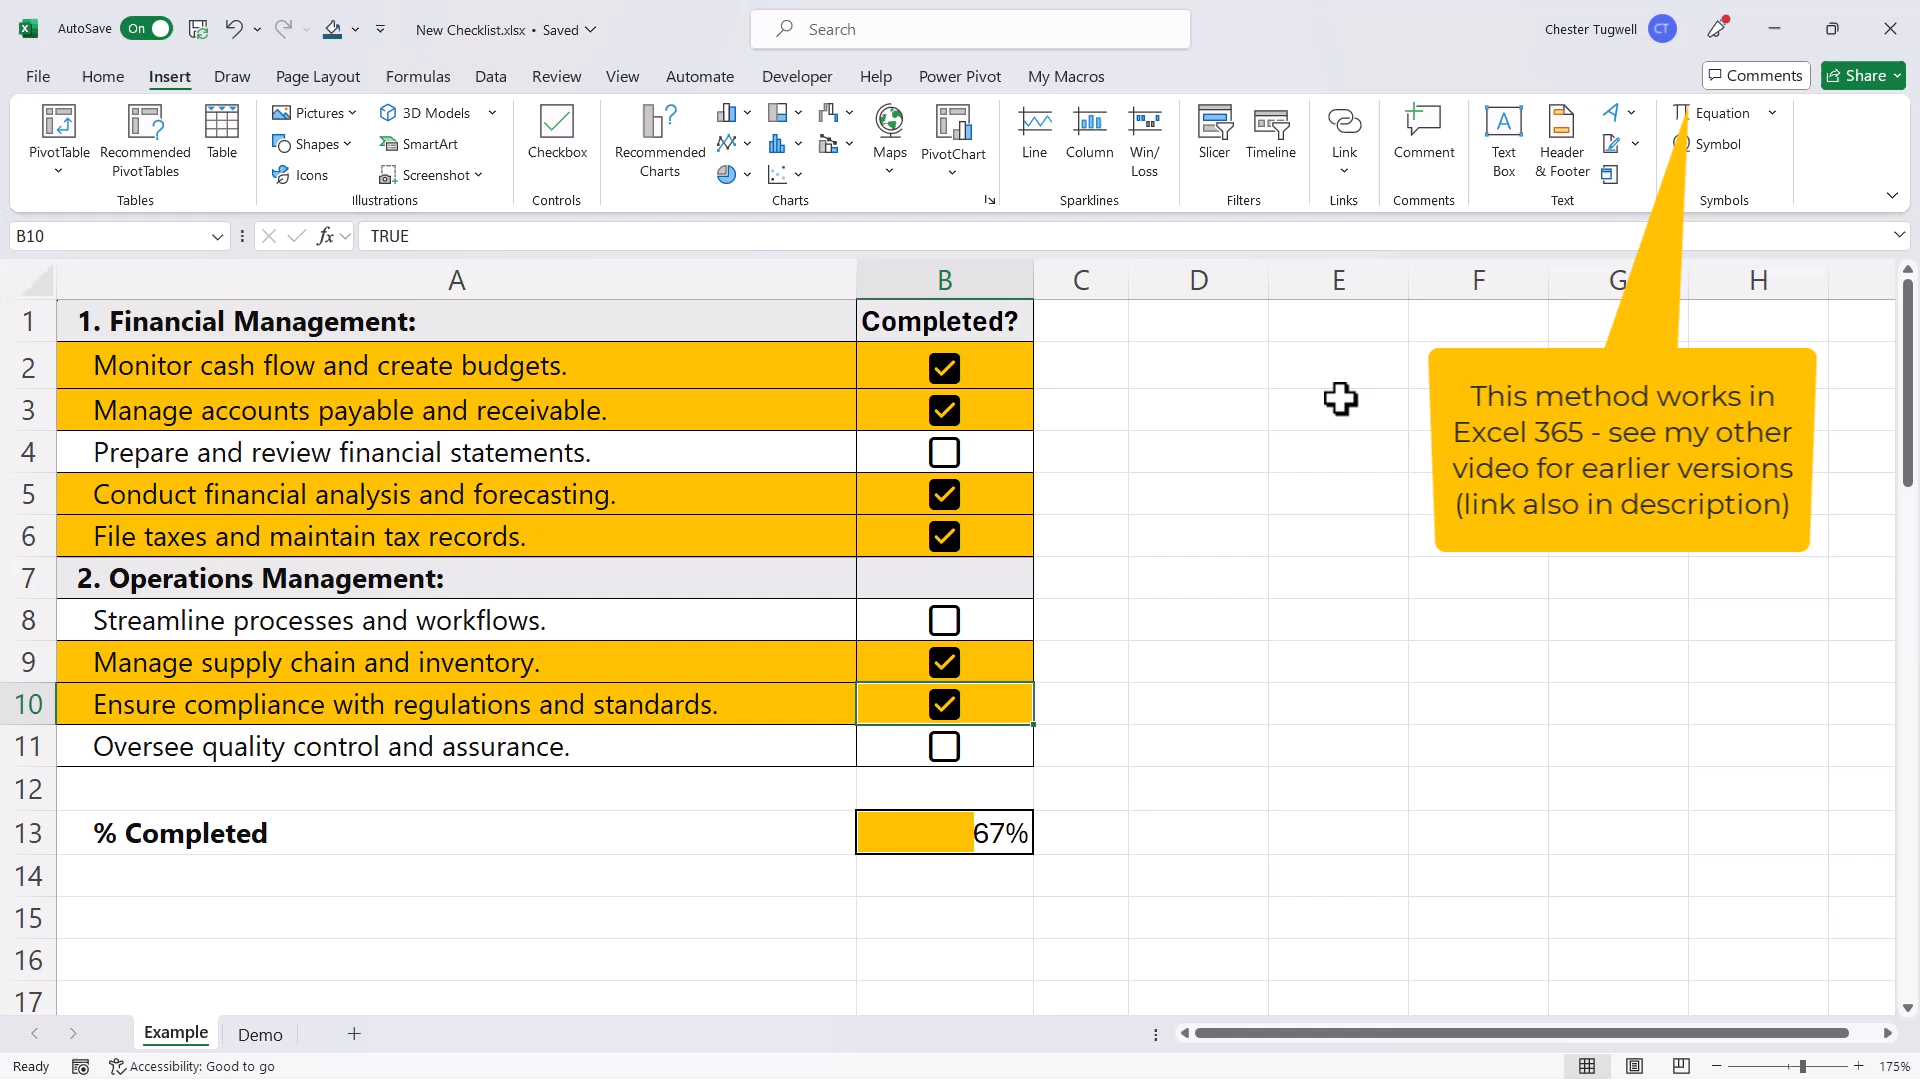 AutoSave On New Checklist.xlsx • Saved Search Chester Tugwell CT
File Home Insert Draw Page Layout Formulas Data Review View Automate Developer Help Power Pivot My Macros Comments Share
PivotTable
Recommended
PivotTables
Table
Tables
Pictures
Shapes
Icons
3D Models
SmartArt
Screenshot
Illustrations
Checkbox
Controls
Recommended
Charts
Maps
PivotChart
Charts
Line
Column
Win/
Loss
Sparklines
Slicer
Timeline
Filters
Link
Links
Comment
Comments
Text
Box
Header
& Footer
Text
Equation
Symbol
Symbols
B10 fx TRUE
A B C D E F G H
1 1. Financial Management: Completed?
2 Monitor cash flow and create budgets.
3 Manage accounts payable and receivable.
4 Prepare and review financial statements.
5 Conduct financial analysis and forecasting.
6 File taxes and maintain tax records.
7 2. Operations Management:
8 Streamline processes and workflows.
9 Manage supply chain and inventory.
10 Ensure compliance with regulations and standards.
11 Oversee quality control and assurance.
12
13 % Completed 67%
14
15
16
17
This method works in
Excel 365 - see my other
video for earlier versions
(link also in description)
Example Demo
Ready Accessibility: Good to go 175%